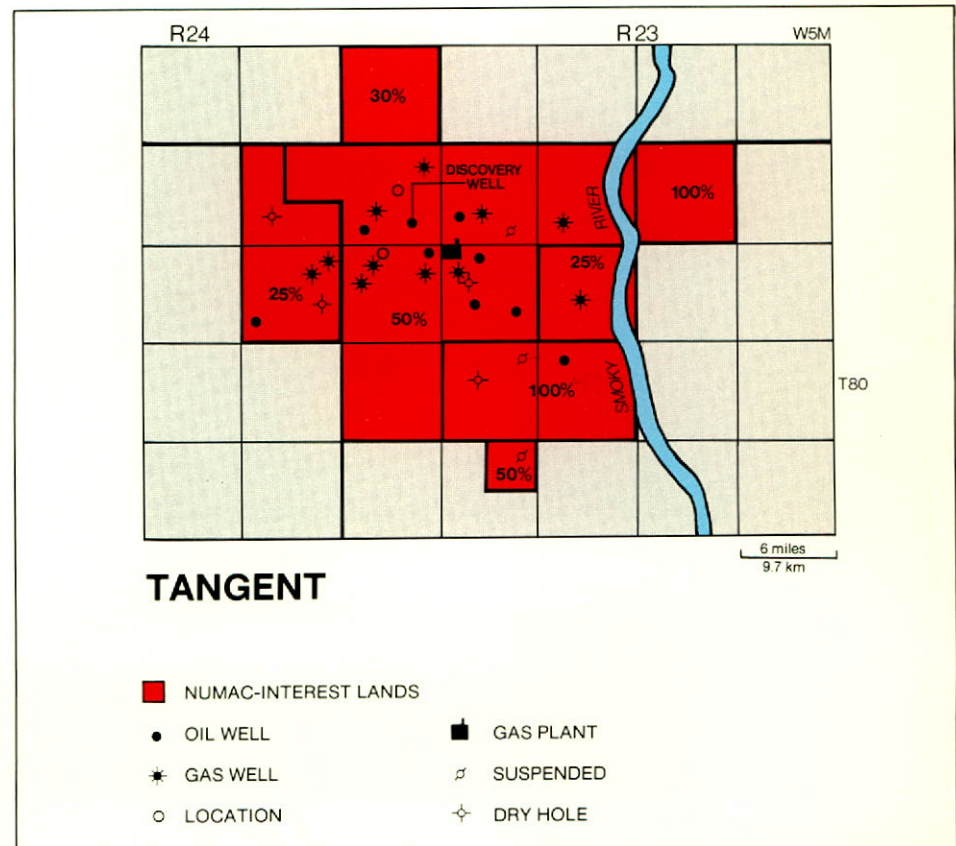 R24 R23 W5M
30%
DISCOVERY
WELL
100%
RIVER
25%
25%
50%
SMOKY
T80
100%
50%
6 miles
9.7 km
TANGENT
NUMAC-INTEREST LANDS
OIL WELL GAS PLANT
GAS WELL SUSPENDED
LOCATION DRY HOLE